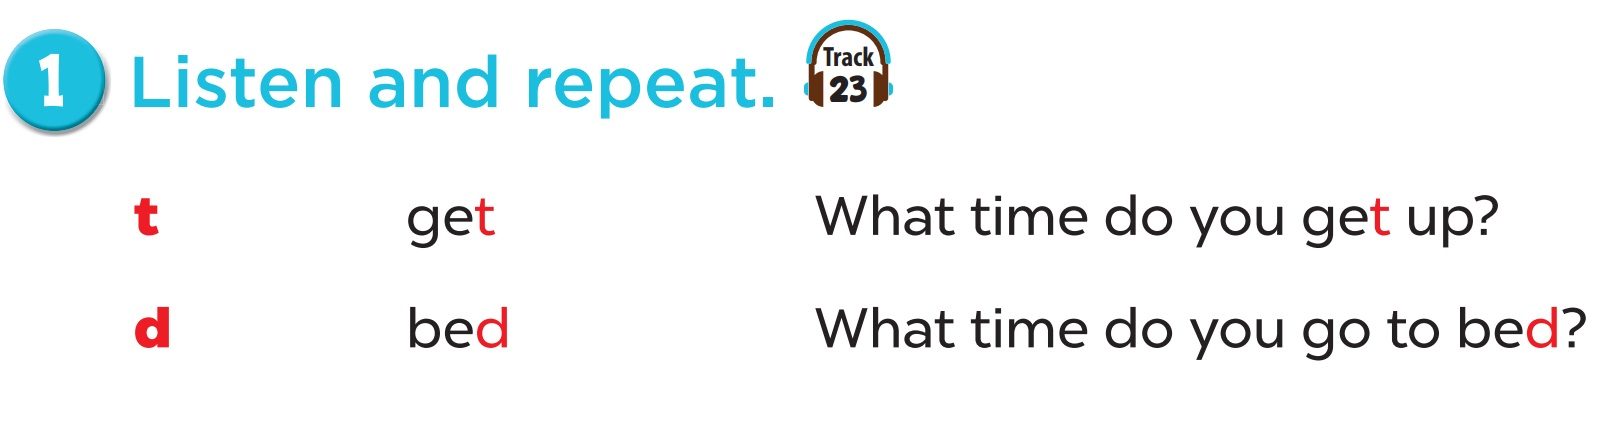 1 Listen and repeat. Track 23
t get What time do you get up?
d bed What time do you go to bed?